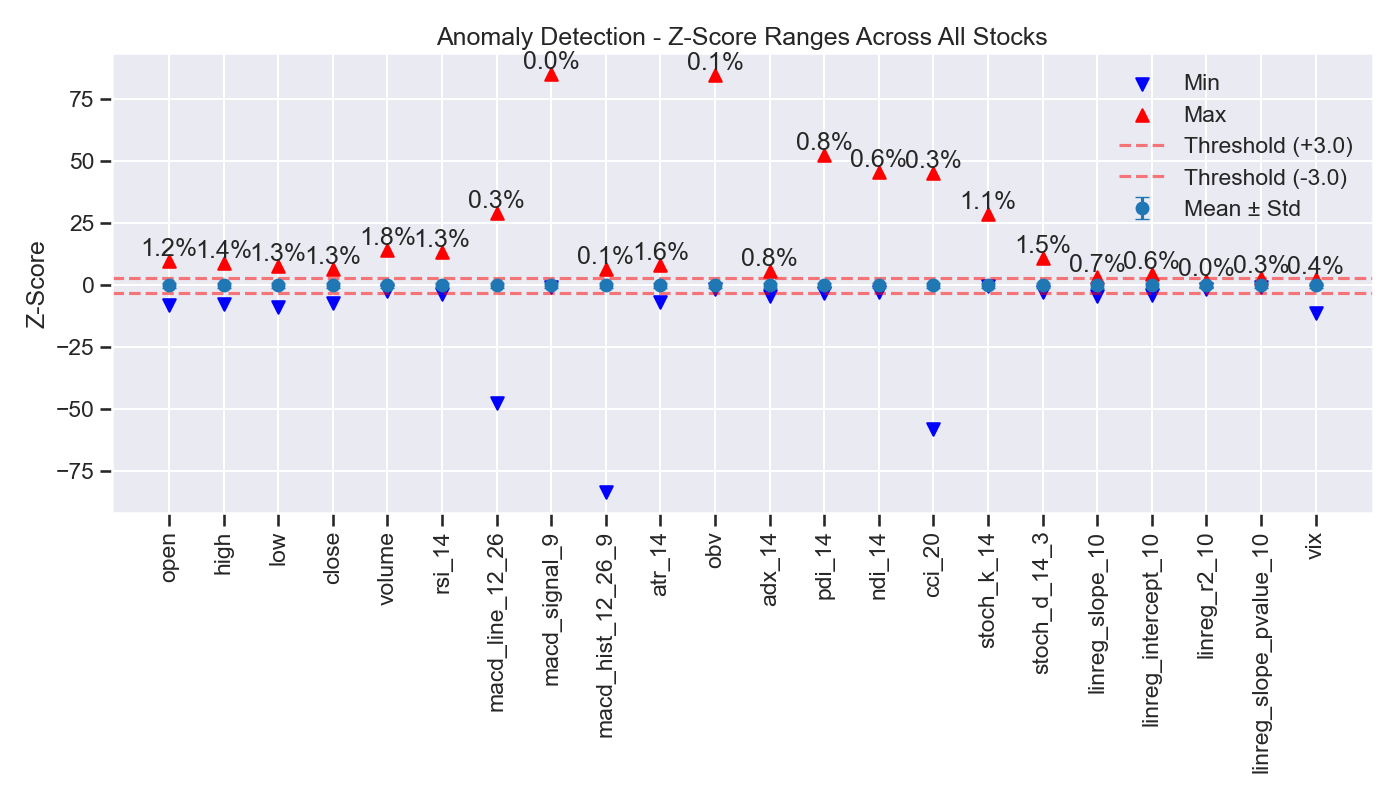 Anomaly Detection - Z-Score Ranges Across All Stocks
Z-Score
75
50
25
0
−25
−50
−75
1.2%
1.4%
1.3%
1.3%
1.8%
1.3%
0.3%
0.0%
0.1%
1.6%
0.1%
0.8%
0.8%
0.6%
0.3%
1.1%
1.5%
0.7%
0.6%
0.0%
0.3%
0.4%
Min
Max
Threshold (+3.0)
Threshold (-3.0)
Mean ± Std
open
high
low
close
volume
rsi_14
macd_line_12_26
macd_signal_9
macd_hist_12_26_9
atr_14
obv
adx_14
pdi_14
ndi_14
cci_20
stoch_k_14
stoch_d_14_3
linreg_slope_10
linreg_intercept_10
linreg_r2_10
linreg_slope_pvalue_10
vix